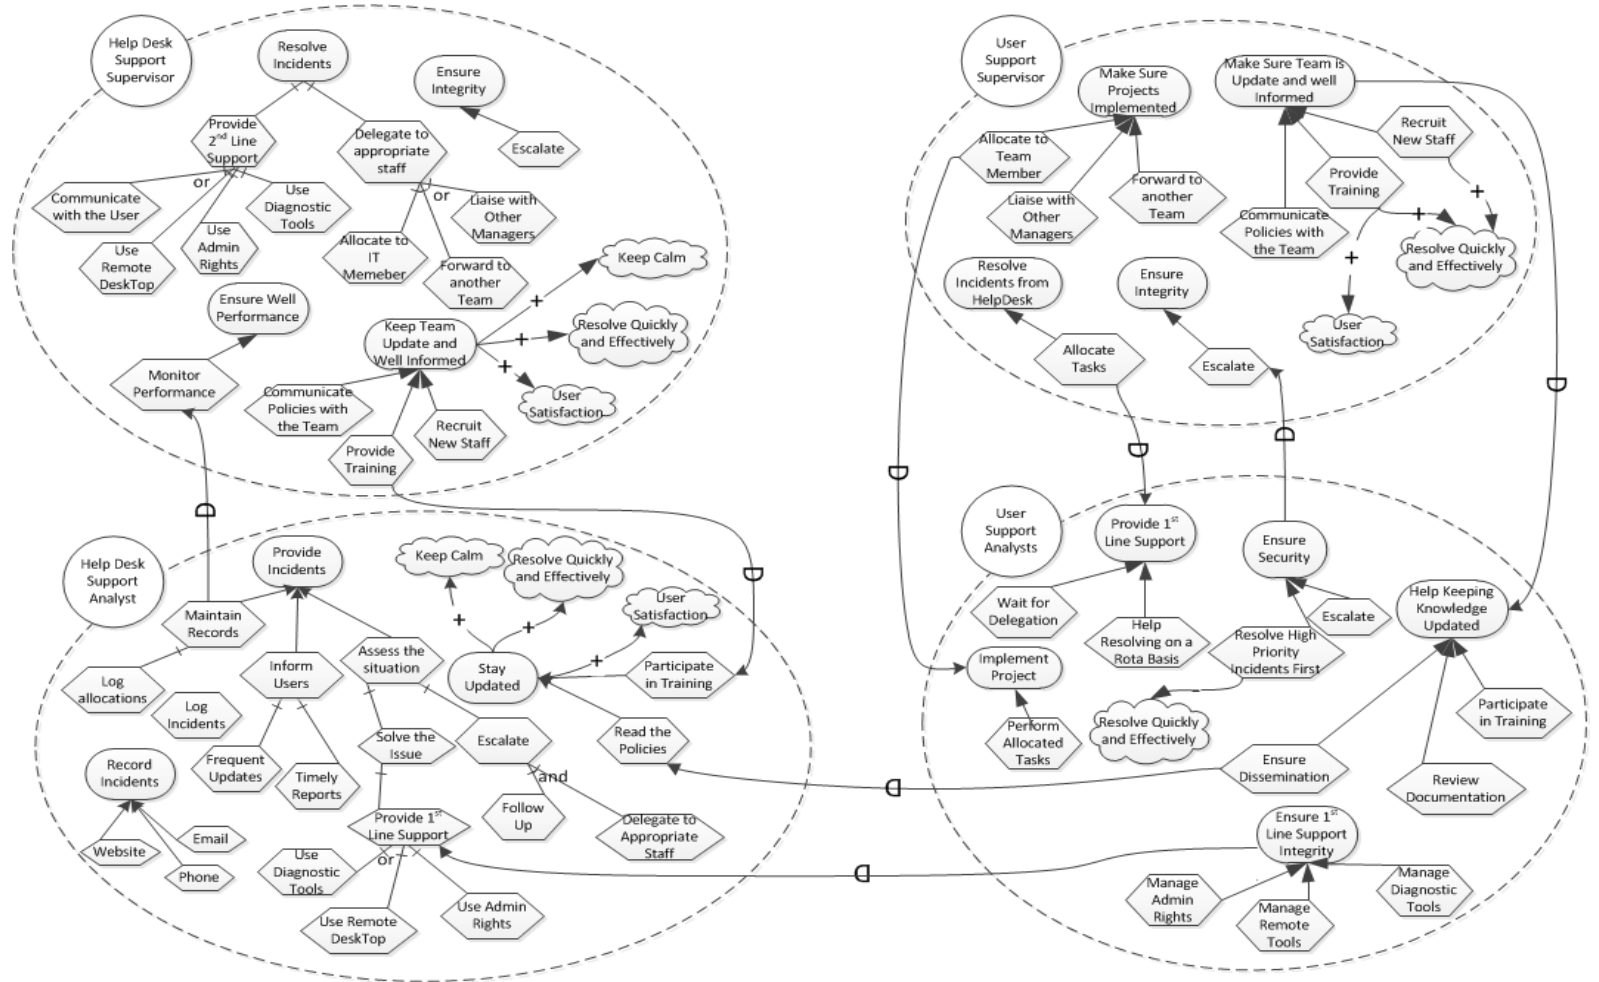 Help Desk
Support
Supervisor
Resolve
Incidents
Ensure
Integrity
Provide
2nd Line
Support
Delegate to
appropriate
staff
Escalate
or
or
Communicate
with the User
Use
Diagnostic
Tools
Use
Remote
DeskTop
Use
Admin
Rights
Liaise with
Other
Managers
Allocate to
IT
Memeber
Forward to
another
Team
Keep Calm
+
Ensure Well
Performance
Keep Team
Update and
Well Informed
+
Resolve Quickly
and Effectively
Monitor
Performance
+
User
Satisfaction
Communicate
Policies with
the Team
Recruit
New Staff
Provide
Training
User
Support
Supervisor
Make Sure
Projects
Implemented
Make Sure Team is
Update and well
Informed
Recruit
New Staff
Allocate to
Team
Member
Provide
Training
Liaise with
Other
Managers
Forward to
another
Team
Communicate
Policies with
the Team
+
+
+
Resolve Quickly
and Effectively
Resolve
Incidents from
HelpDesk
Ensure
Integrity
User
Satisfaction
Allocate
Tasks
Escalate
D
D
D
D
D
D
Help Desk
Support
Analyst
Provide
Incidents
Keep Calm
Resolve Quickly
and Effectively
User
Satisfaction
+
+
+
Maintain
Records
Assess the
situation
Inform
Users
Stay
Updated
Participate
in Training
Log
allocations
Log
Incidents
Solve the
Issue
Escalate
Read the
Policies
Frequent
Updates
Timely
Reports
Record
Incidents
and
Follow
Up
Delegate to
Appropriate
Staff
Provide 1st
Line Support
or
Website
Email
Phone
Use
Diagnostic
Tools
Use Remote
DeskTop
Use Admin
Rights
User
Support
Analysts
Provide 1st
Line Support
Ensure
Security
Wait for
Delegation
Help
Resolving on a
Rota Basis
Resolve High
Priority
Incidents First
Escalate
Help Keeping
Knowledge
Updated
Implement
Project
Perform
Allocated
Tasks
Resolve Quickly
and Effectively
Participate
in Training
Ensure
Dissemination
Review
Documentation
D
D
Ensure 1st
Line Support
Integrity
Manage
Admin
Rights
Manage
Remote
Tools
Manage
Diagnostic
Tools